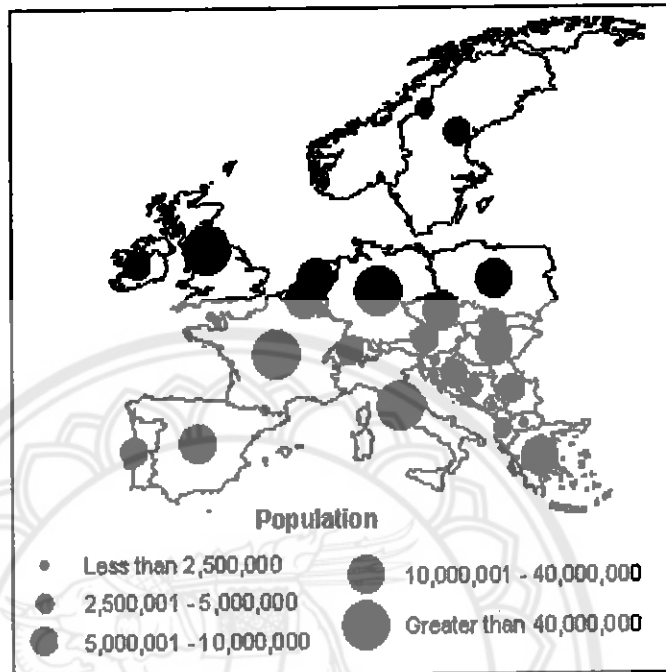 Population
Less than 2,500,000
2,500,001 - 5,000,000
5,000,001 - 10,000,000
10,000,001 - 40,000,000
Greater than 40,000,000